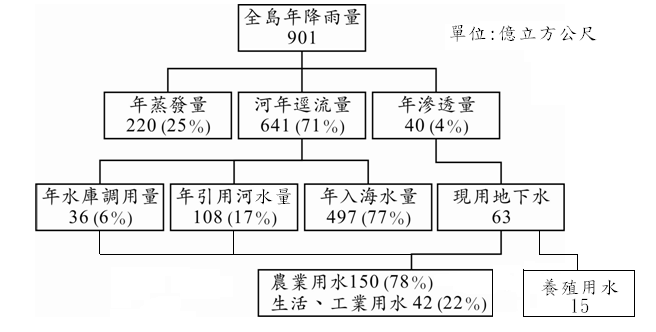 全島年降雨量
901
單位:億立方公尺
年蒸發量
220 (25%)
河年逕流量
641 (71%)
年滲透量
40 (4%)
年水庫調用量
36 (6%)
年引用河水量
108 (17%)
年入海水量
497 (77%)
現用地下水
63
農業用水150 (78%)
生活、工業用水 42 (22%)
養殖用水
15